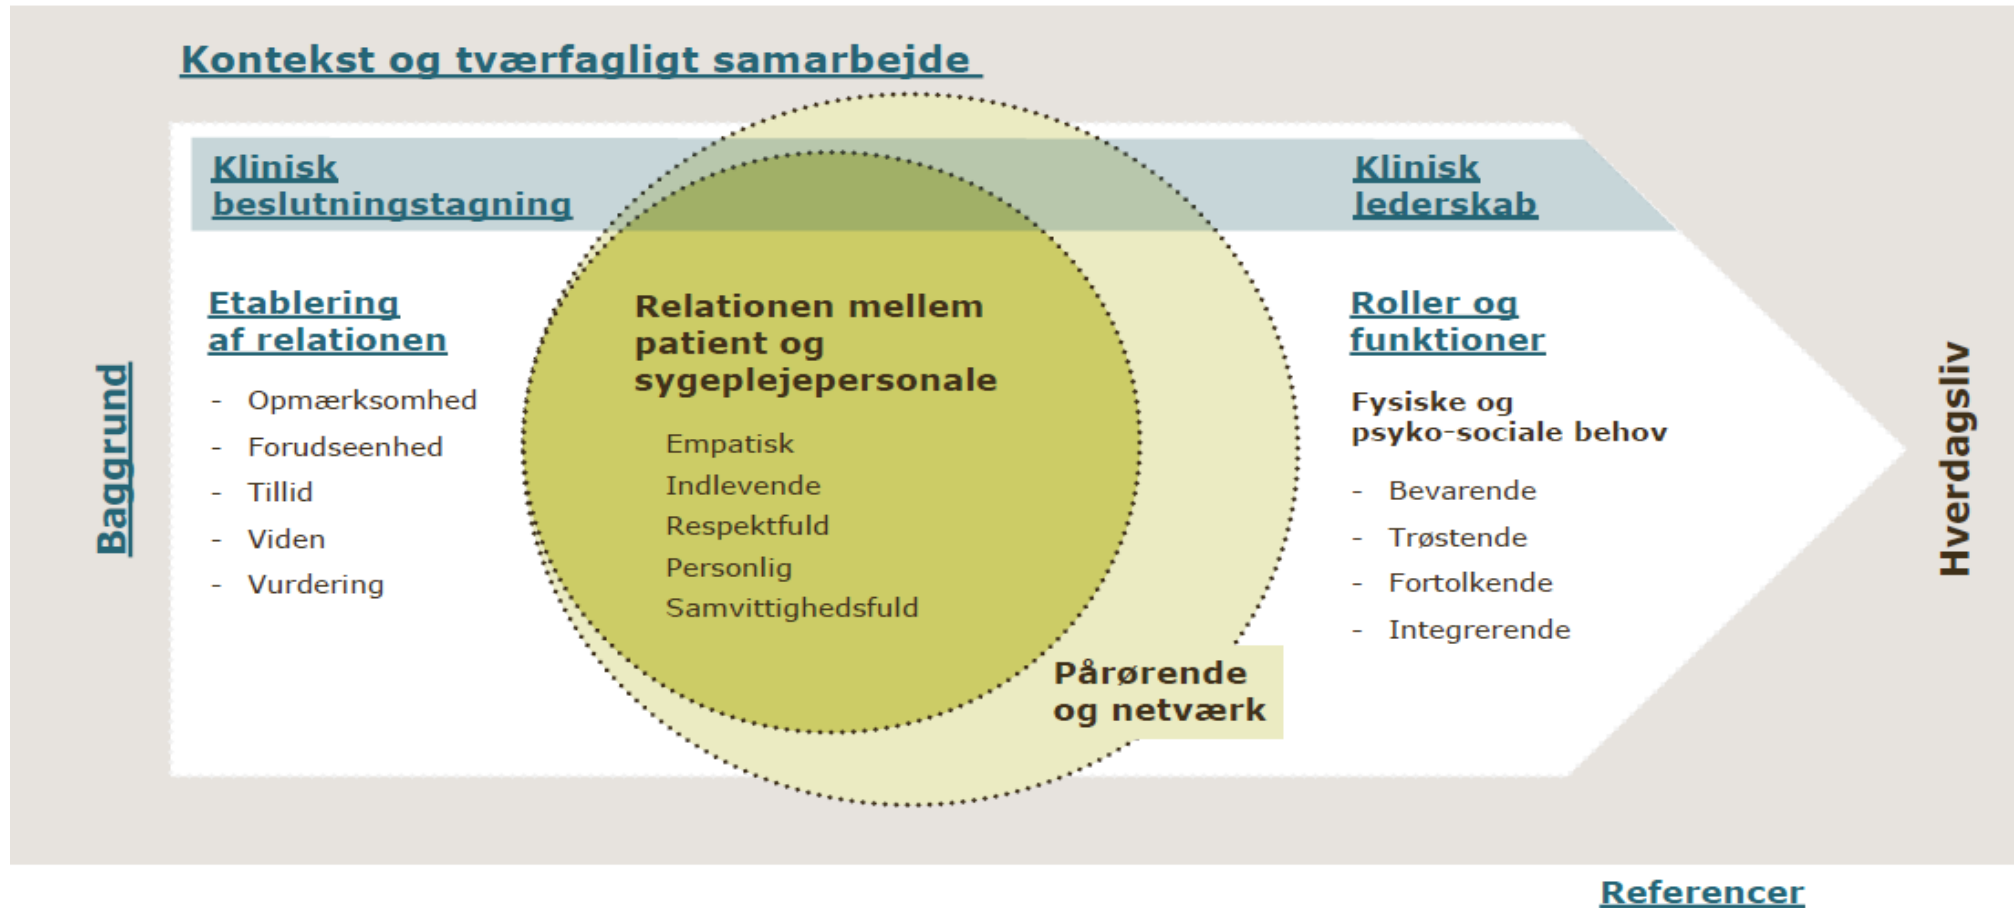 Kontekst og tværfagligt samarbejde
Klinisk
beslutningstagning
Klinisk
lederskab
Baggrund
Etablering
af relationen
- Opmærksomhed
- Forudseenhed
- Tillid
- Viden
- Vurdering
Relationen mellem
patient og
sygeplejepersonale
Empatisk
Indlevende
Respektfuld
Personlig
Samvittighedsfuld
Pårørende
og netværk
Roller og
funktioner
Fysiske og
psyko-sociale behov
- Bevarende
- Trøstende
- Fortolkende
- Integrerende
Hverdagsliv
Referencer